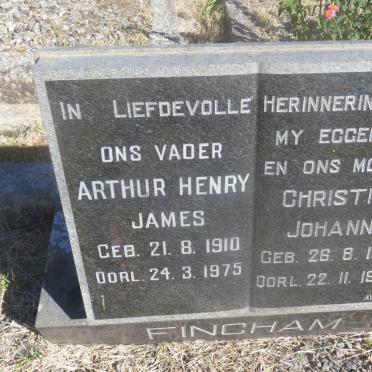 IN LIEFDEVOLLE HERINNERIN
ONS VADER
ARTHUR HENRY
JAMES
GEB. 21. 8. 1910
OORL. 24. 3. 1975
MY EGGE
EN ONS MO
CHRISTI
JOHANN
GEB. 26. 8. 1
OORL. 22. 11. 19
FINCHAM